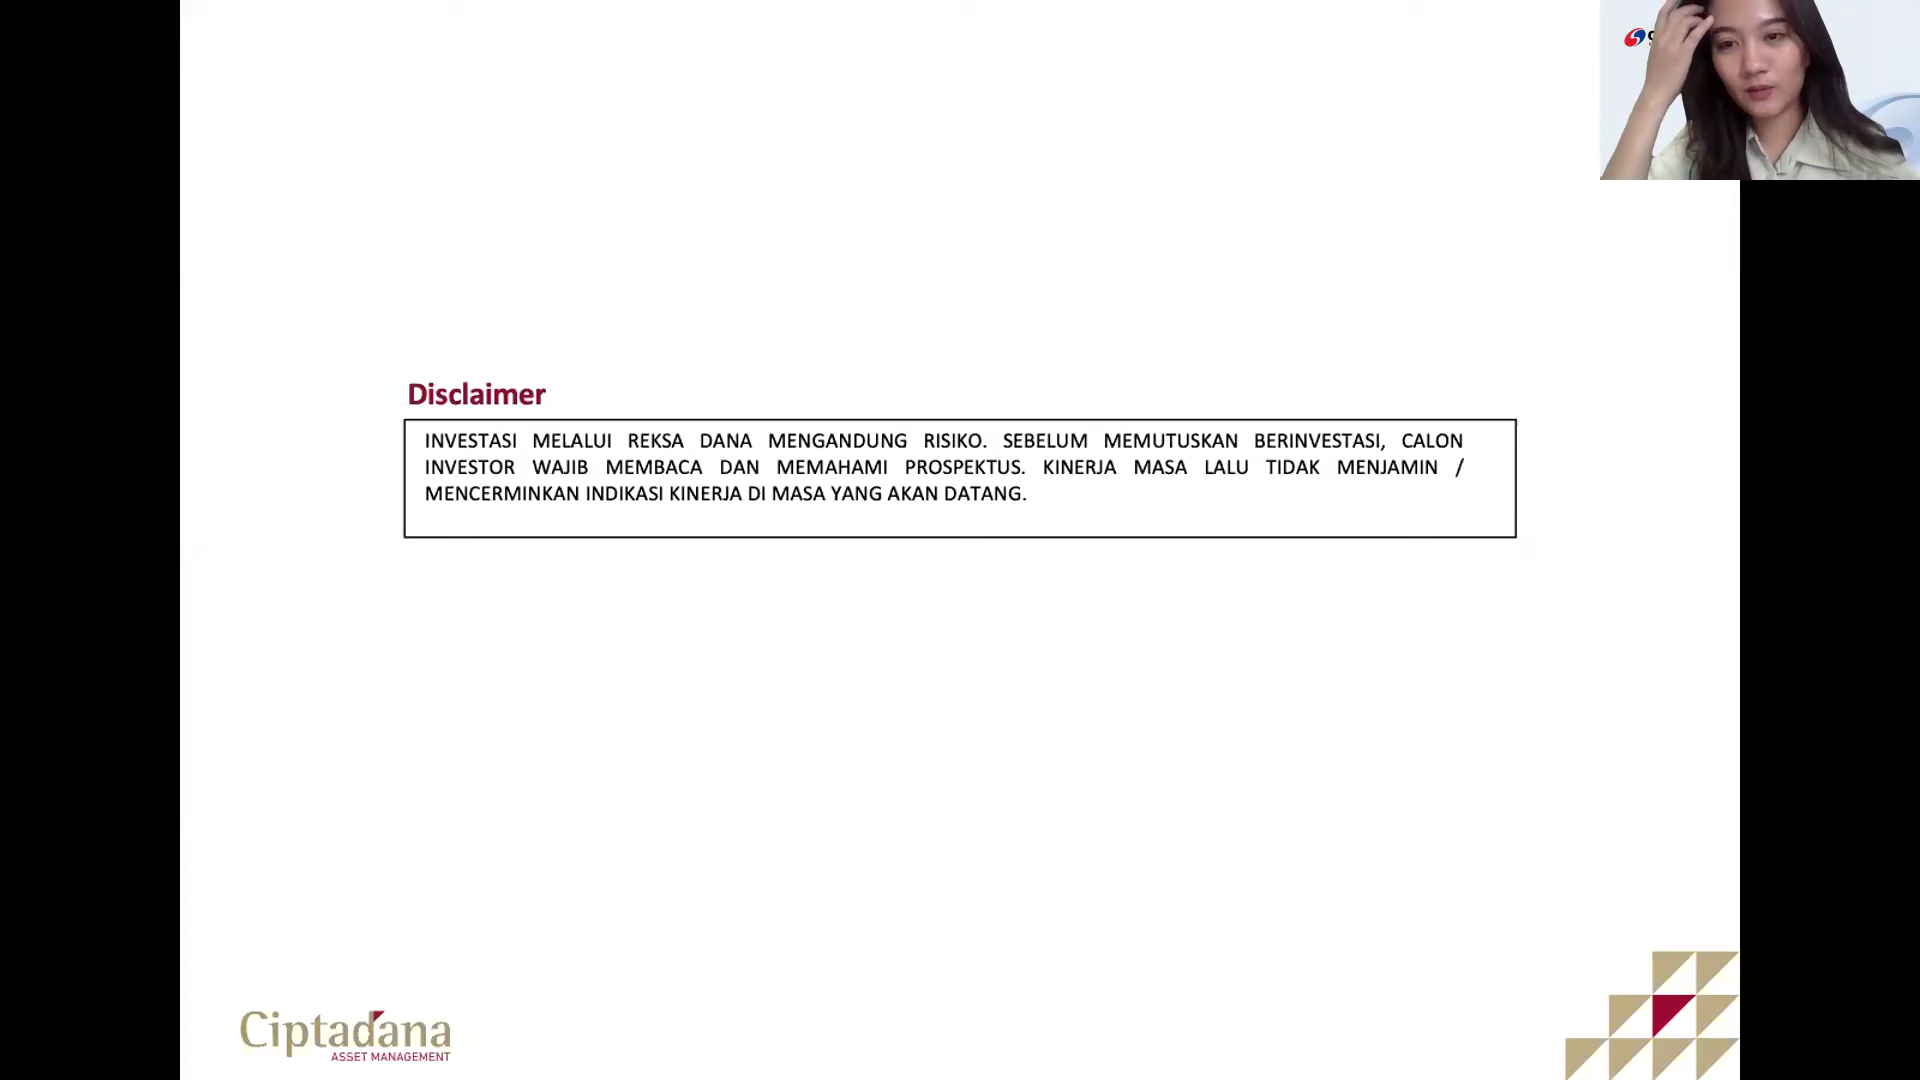 Disclaimer
INVESTASI MELALUI REKSA DANA MENGANDUNG RISIKO. SEBELUM MEMUTUSKAN BERINVESTASI, CALON
INVESTOR WAJIB MEMBACA DAN MEMAHAMI PROSPEKTUS. KINERJA MASA LALU TIDAK MENJAMIN /
MENCERMINKAN INDIKASI KINERJA DI MASA YANG AKAN DATANG.
Ciptadana
ASSET MANAGEMENT